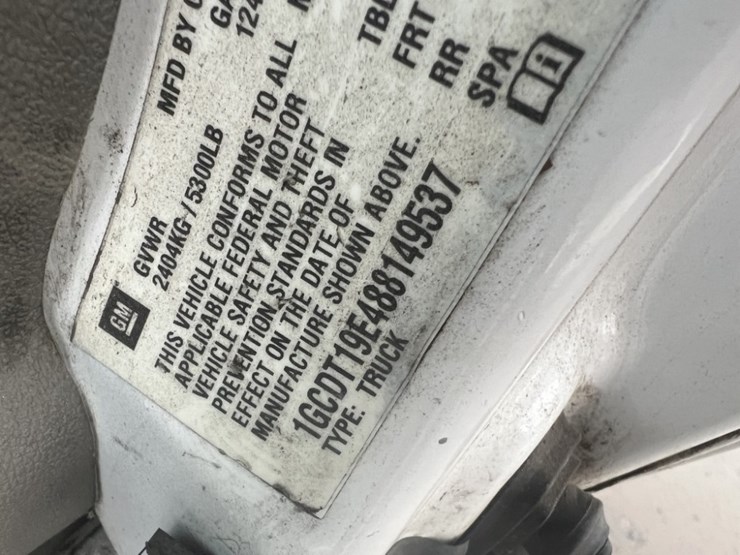 GM
MFD BY
GVWR
2404KG / 5300LB
THIS VEHICLE CONFORMS TO ALL
APPLICABLE FEDERAL MOTOR
VEHICLE SAFETY AND THEFT
PREVENTION STANDARDS IN
EFFECT ON THE DATE OF
MANUFACTURE SHOWN ABOVE.
1GCDT19E488149537
TYPE: TRUCK
FRT
RR
SPA
i